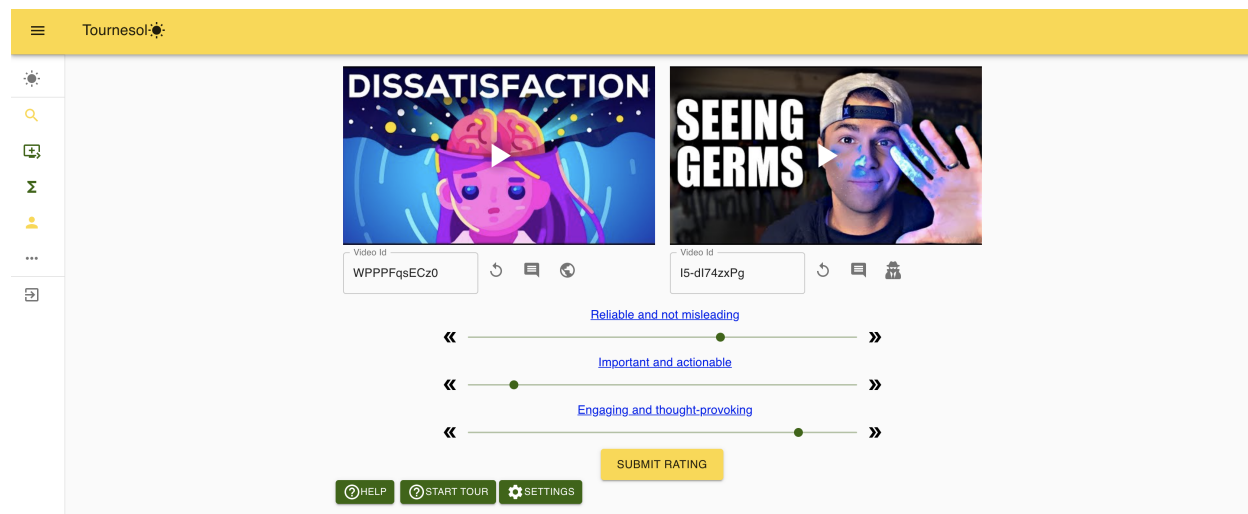 Tournesol
DISSATISFACTION
SEEING
GERMS
Video Id
WPPPFqsECz0
Video Id
I5-dI74zxPg
Reliable and not misleading
Important and actionable
Engaging and thought-provoking
SUBMIT RATING
HELP
START TOUR
SETTINGS